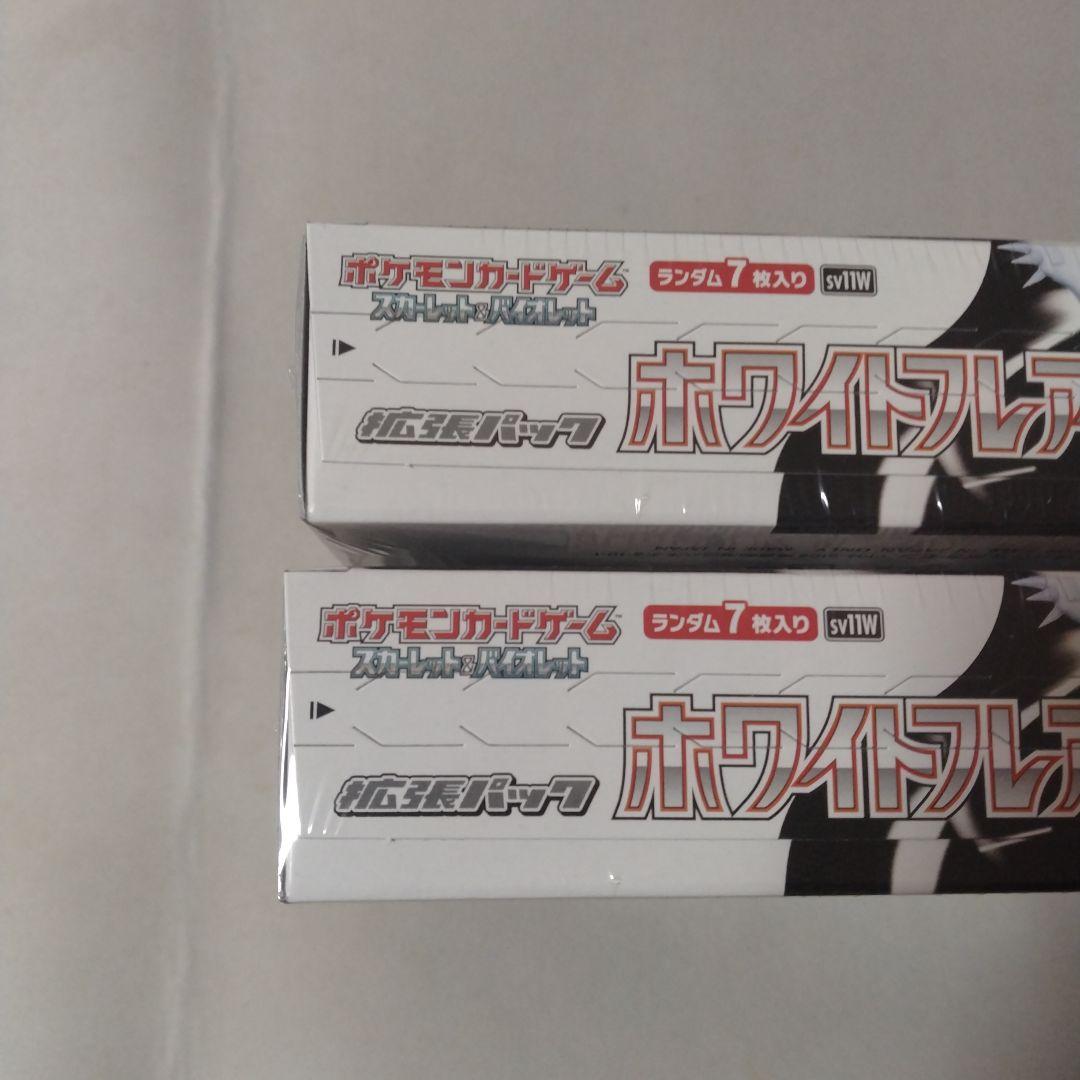 ポケモンカードゲーム™
スカーレット&バイオレット
ランダム7枚入り
sv11W
拡張パック
ホワイトフレア
ポケモンカードゲーム™
スカーレット&バイオレット
ランダム7枚入り
sv11W
拡張パック
ホワイトフレア